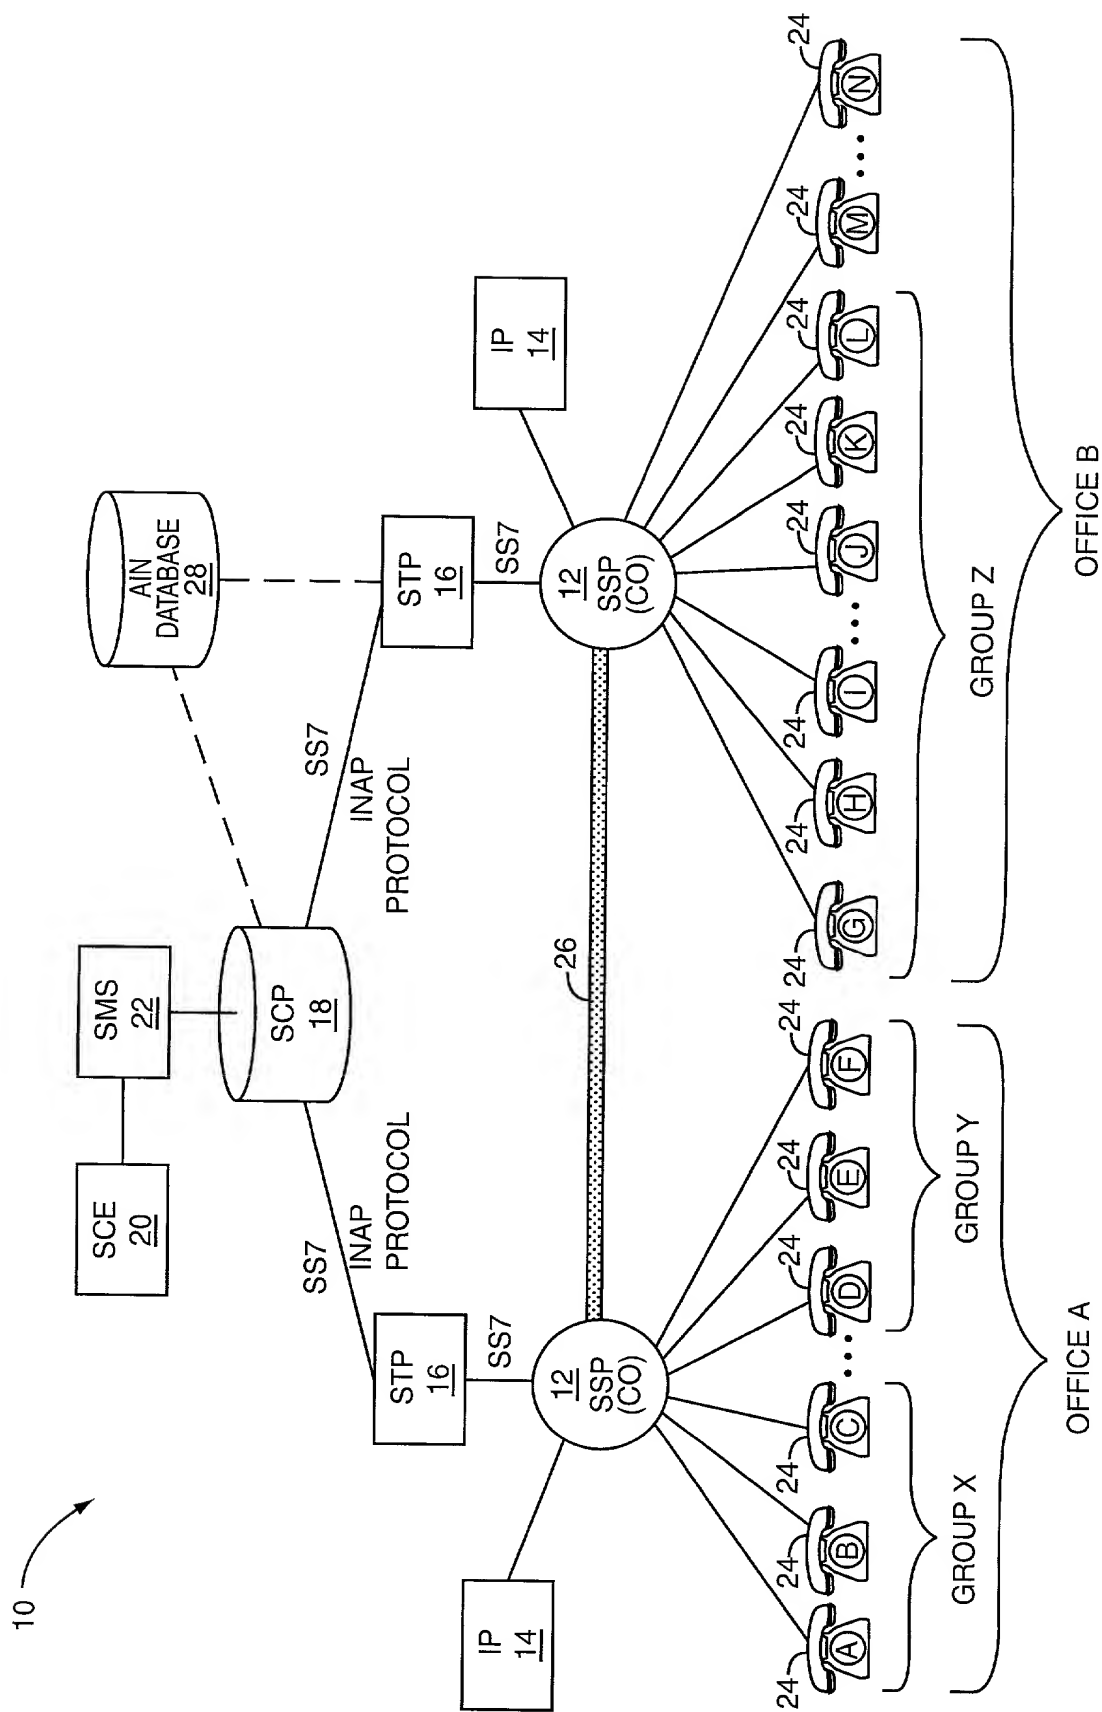 10
SCE
20
SMS
22
SCP
18
AIN
DATABASE
28
SS7
INAP
PROTOCOL
SS7
INAP
PROTOCOL
STP
16
STP
16
SS7
SS7
IP
14
12
SSP
(CO)
26
12
SSP
(CO)
IP
14
24
24
24
24
24
24
24
24
24
24
24
24
24
24
A
B
C
....
D
E
F
G
H
I
....
J
K
L
M
....
N
GROUP X
GROUP Y
GROUP Z
OFFICE A
OFFICE B